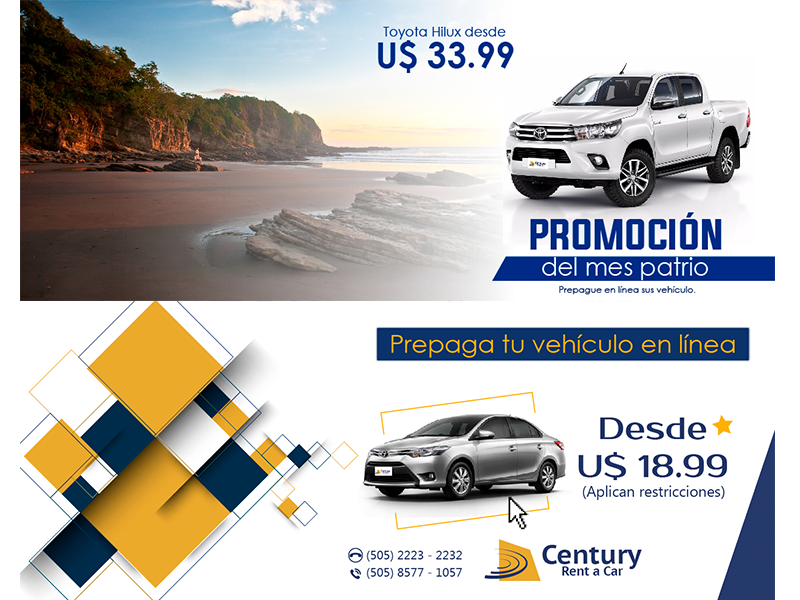 Toyota Hilux desde
U$ 33.99
PROMOCIÓN
del mes patrio
Prepague en línea sus vehículo.
Prepaga tu vehículo en línea
Desde
U$ 18.99
(Aplican restricciones)
(505) 2223 - 2232
(505) 8577 - 1057
Century
Rent a Car